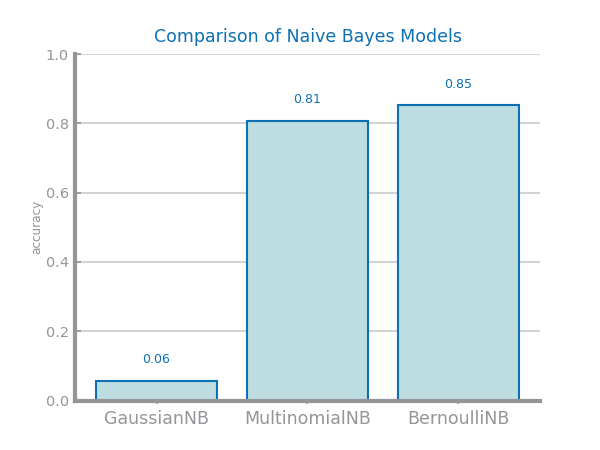 Comparison of Naive Bayes Models
1.0
0.8
0.6
0.4
0.2
0.0
accuracy
0.06
0.81
0.85
GaussianNB
MultinomialNB
BernoulliNB